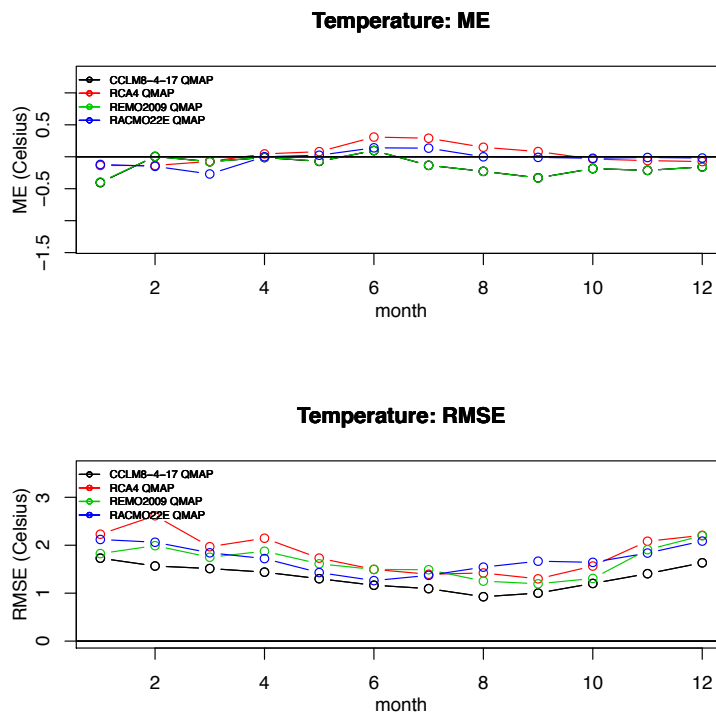 Temperature: ME
CCLM8-4-17 QMAP
RCA4 QMAP
REMO2009 QMAP
RACMO22E QMAP
0.5
-0.5
-1.5
ME (Celsius)
2 4 6 8 10 12
month
Temperature: RMSE
CCLM8-4-17 QMAP
RCA4 QMAP
REMO2009 QMAP
RACMO22E QMAP
3
2
1
0
RMSE (Celsius)
2 4 6 8 10 12
month